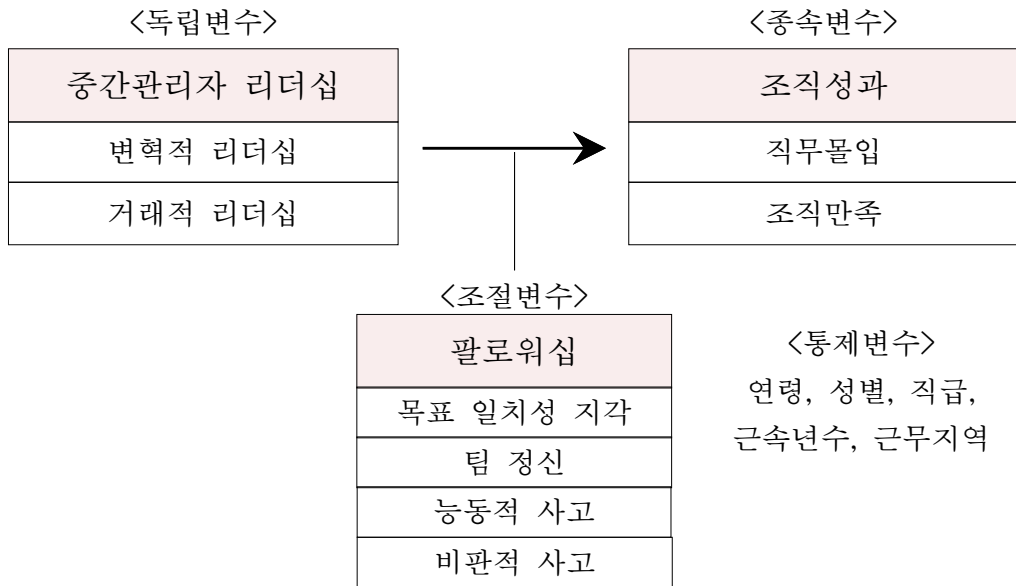 <독립변수>
중간관리자 리더십
변혁적 리더십
거래적 리더십
<종속변수>
조직성과
직무몰입
조직만족
<조절변수>
팔로워십
목표 일치성 지각
팀 정신
능동적 사고
비판적 사고
<통제변수>
연령, 성별, 직급,
근속년수, 근무지역